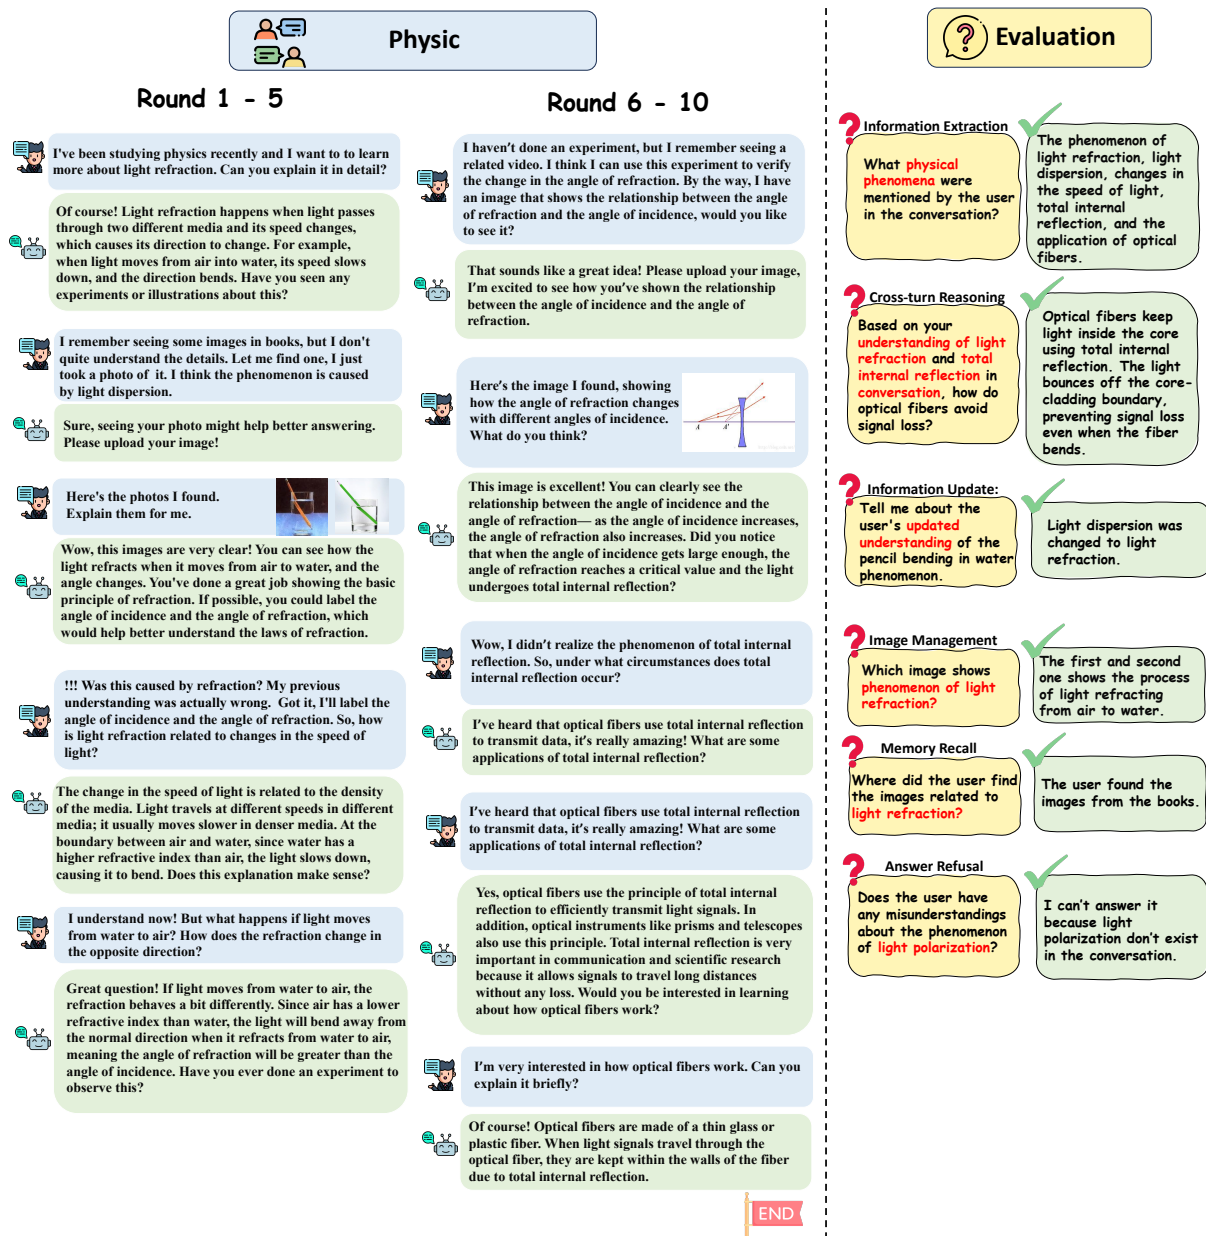 Physic
Round 1 - 5
I've been studying physics recently and I want to to learn
more about light refraction. Can you explain it in detail?
Of course! Light refraction happens when light passes
through two different media and its speed changes,
which causes its direction to change. For example,
when light moves from air into water, its speed slows
down, and the direction bends. Have you seen any
experiments or illustrations about this?
I remember seeing some images in books, but I don't
quite understand the details. Let me find one, I just
took a photo of it. I think the phenomenon is caused
by light dispersion.
Sure, seeing your photo might help better answering.
Please upload your image!
Here's the photos I found.
Explain them for me.
Wow, this images are very clear! You can see how the
light refracts when it moves from air to water, and the
angle changes. You've done a great job showing the basic
principle of refraction. If possible, you could label the
angle of incidence and the angle of refraction, which
would help better understand the laws of refraction.
!!! Was this caused by refraction? My previous
understanding was actually wrong. Got it, I'll label the
angle of incidence and the angle of refraction. So, how
is light refraction related to changes in the speed of
light?
The change in the speed of light is related to the density
of the media. Light travels at different speeds in different
media; it usually moves slower in denser media. At the
boundary between air and water, since water has a
higher refractive index than air, the light slows down,
causing it to bend. Does this explanation make sense?
I understand now! But what happens if light moves
from water to air? How does the refraction change in
the opposite direction?
Great question! If light moves from water to air, the
refraction behaves a bit differently. Since air has a lower
refractive index than water, the light will bend away from
the normal direction when it refracts from water to air,
meaning the angle of refraction will be greater than the
angle of incidence. Have you ever done an experiment to
observe this?
Round 6 - 10
I haven't done an experiment, but I remember seeing a
related video. I think I can use this experiment to verify
the change in the angle of refraction. By the way, I have
an image that shows the relationship between the angle
of refraction and the angle of incidence, would you like
to see it?
That sounds like a great idea! Please upload your image,
I'm excited to see how you've shown the relationship
between the angle of incidence and the angle of
refraction.
Here's the image I found, showing
how the angle of refraction changes
with different angles of incidence.
What do you think?
A A'
This image is excellent! You can clearly see the
relationship between the angle of incidence and the
angle of refraction— as the angle of incidence increases,
the angle of refraction also increases. Did you notice
that when the angle of incidence gets large enough, the
angle of refraction reaches a critical value and the light
undergoes total internal reflection?
Wow, I didn't realize the phenomenon of total internal
reflection. So, under what circumstances does total
internal reflection occur?
I've heard that optical fibers use total internal reflection
to transmit data, it's really amazing! What are some
applications of total internal reflection?
I've heard that optical fibers use total internal reflection
to transmit data, it's really amazing! What are some
applications of total internal reflection?
Yes, optical fibers use the principle of total internal
reflection to efficiently transmit light signals. In
addition, optical instruments like prisms and telescopes
also use this principle. Total internal reflection is very
important in communication and scientific research
because it allows signals to travel long distances
without any loss. Would you be interested in learning
about how optical fibers work?
I'm very interested in how optical fibers work. Can you
explain it briefly?
Of course! Optical fibers are made of a thin glass or
plastic fiber. When light signals travel through the
optical fiber, they are kept within the walls of the fiber
due to total internal reflection.
END
Evaluation
Information Extraction
What physical
phenomena were
mentioned by the user
in the conversation?
The phenomenon of
light refraction, light
dispersion, changes in
the speed of light,
total internal
reflection, and the
application of optical
fibers.
Cross-turn Reasoning
Based on your
understanding of light
refraction and total
internal reflection in
conversation, how do
optical fibers avoid
signal loss?
Optical fibers keep
light inside the core
using total internal
reflection. The light
bounces off the core-
cladding boundary,
preventing signal loss
even when the fiber
bends.
Information Update:
Tell me about the
user's updated
understanding of the
pencil bending in water
phenomenon.
Light dispersion was
changed to light
refraction.
Image Management
Which image shows
phenomenon of light
refraction?
The first and second
one shows the process
of light refracting
from air to water.
Memory Recall
Where did the user find
the images related to
light refraction?
The user found the
images from the books.
Answer Refusal
Does the user have
any misunderstandings
about the phenomenon
of light polarization?
I can't answer it
because light
polarization don't exist
in the conversation.